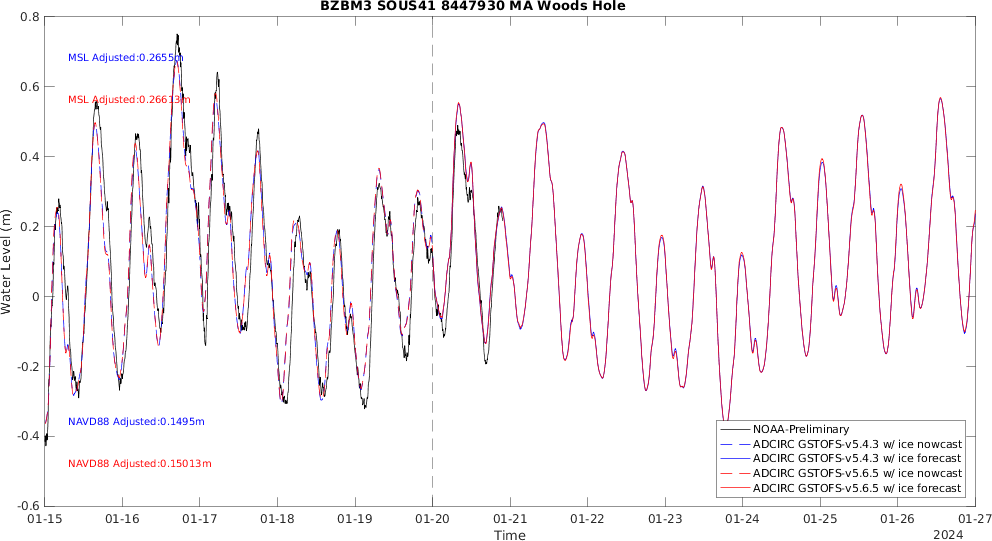 BZBM3 SOUS41 8447930 MA Woods Hole
0.8
0.6
0.4
0.2
0
-0.2
-0.4
-0.6
Water Level (m)
MSL Adjusted:0.2655m
MSL Adjusted:0.26613m
NAVD88 Adjusted:0.1495m
NAVD88 Adjusted:0.15013m
NOAA-Preliminary
ADCIRC GSTOFS-v5.4.3 w/ ice nowcast
ADCIRC GSTOFS-v5.4.3 w/ ice forecast
ADCIRC GSTOFS-v5.6.5 w/ ice nowcast
ADCIRC GSTOFS-v5.6.5 w/ ice forecast
01-15 01-16 01-17 01-18 01-19 01-20 01-21 01-22 01-23 01-24 01-25 01-26 01-27
Time
2024